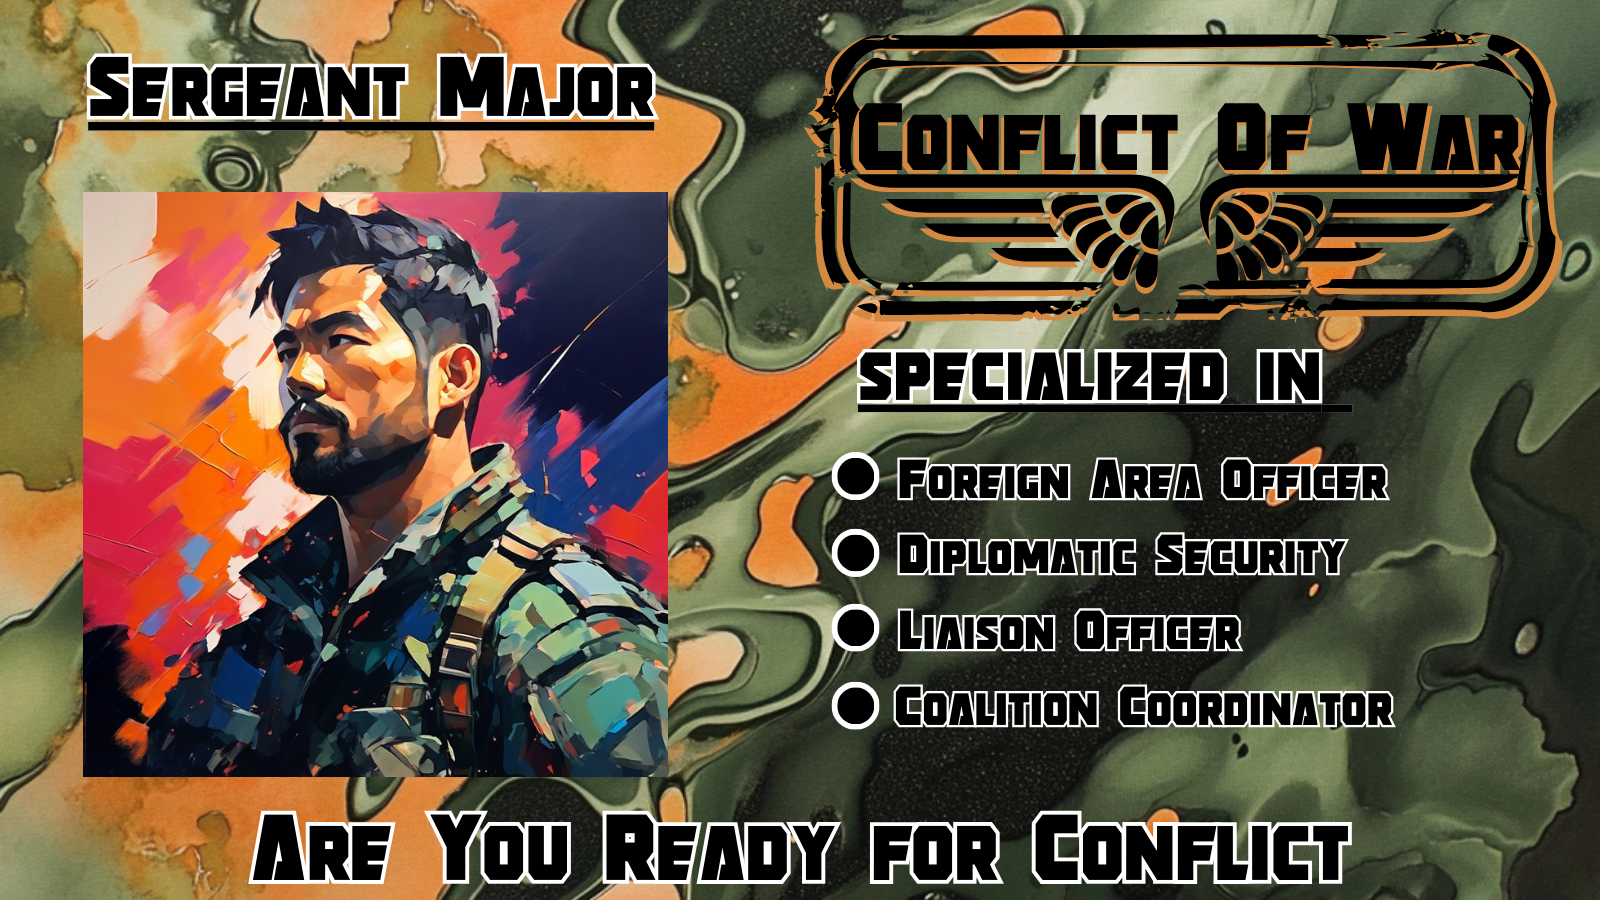 Sergeant Major
Conflict Of War
specialized in
Foreign Area Officer
Diplomatic Security
Liaison Officer
Coalition Coordinator
Are You Ready for Conflict